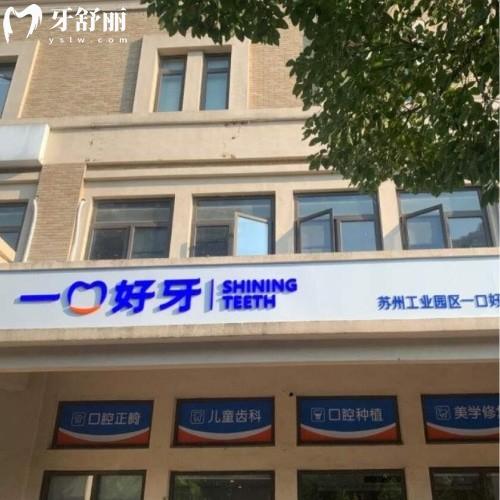 牙舒丽
yslw.com
一口好牙 SHINING TEETH
苏州工业园区一口好
口腔正畸
儿童齿科
口腔种植
美学修